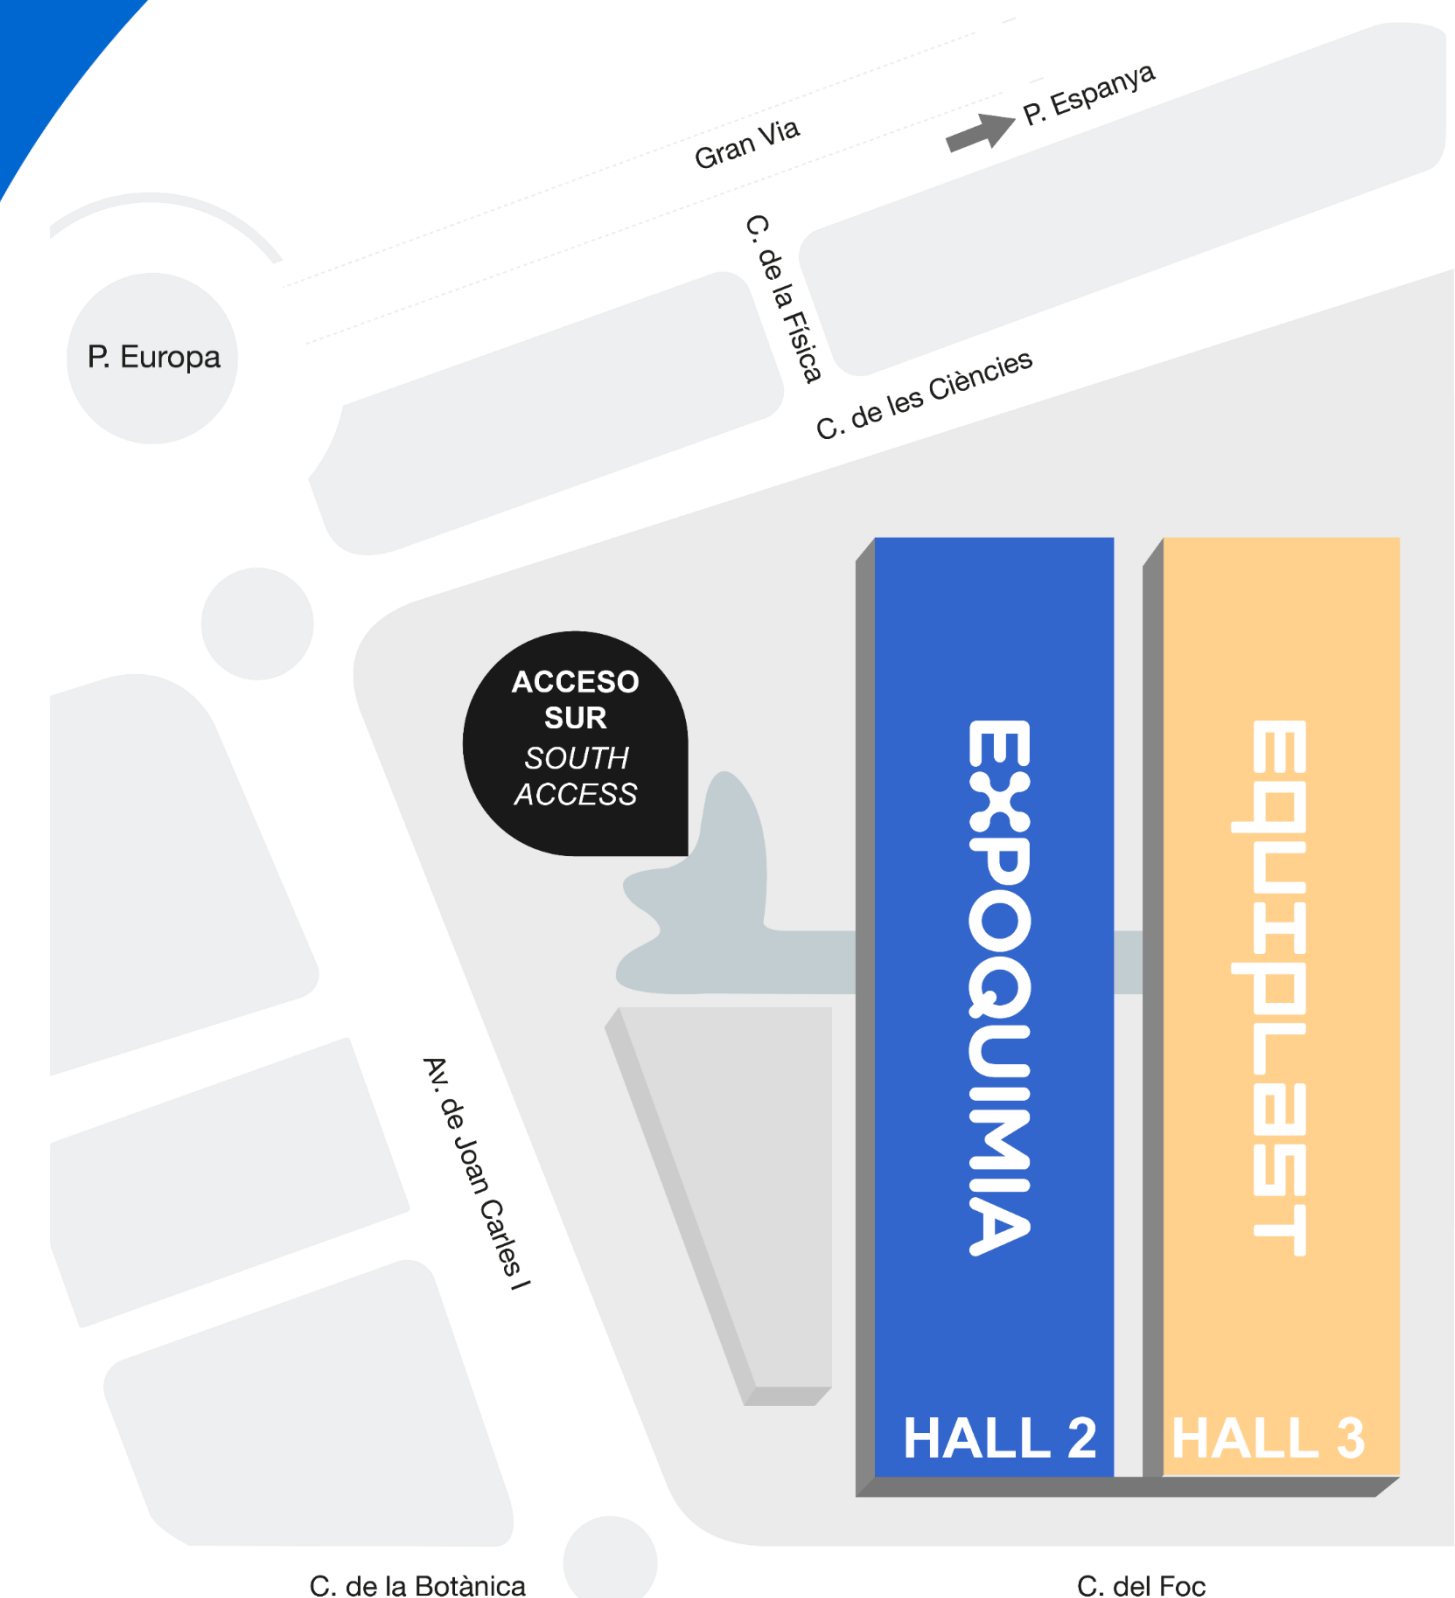 P. Espanya
Gran Via
C. de la Física
P. Europa
C. de les Ciències
ACCESO
SUR
SOUTH
ACCESS
EXPOQUIMIA
EQUIPLAST
Av. de Joan Carles I
HALL 2
HALL 3
C. de la Botànica
C. del Foc